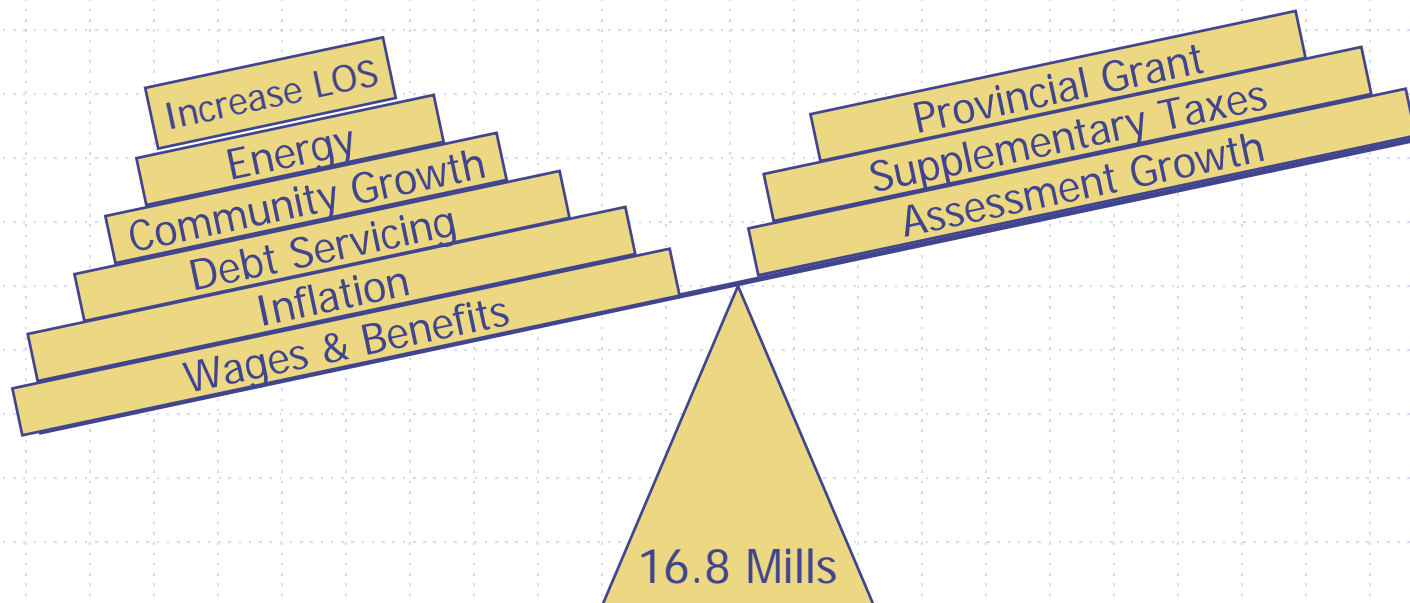 Increase LOS
Energy
Community Growth
Debt Servicing
Inflation
Wages & Benefits
Provincial Grant
Supplementary Taxes
Assessment Growth
16.8 Mills